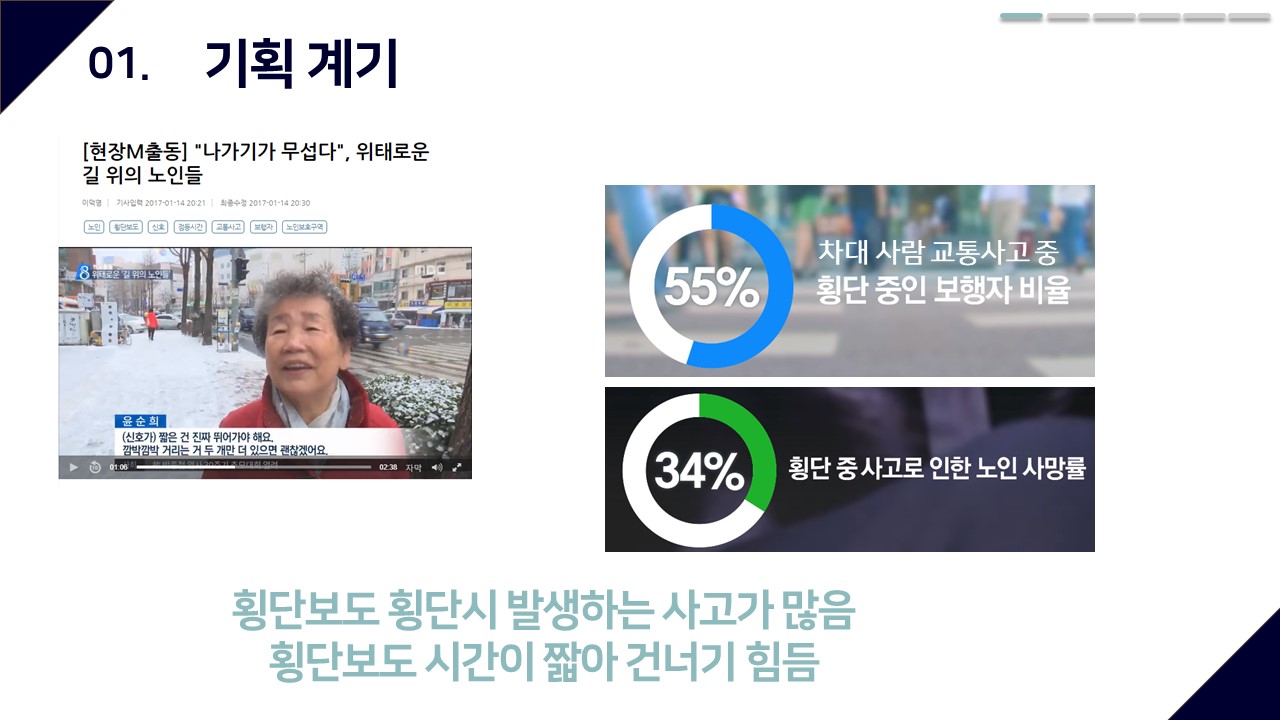 01. 기획 계기
[현장M출동] "나가기가 무섭다", 위태로운
길 위의 노인들
이덕영 | 기사입력 2017-01-14 20:21 | 최종수정 2017-01-14 20:30
노인 횡단보도 신호 점등시간 교통사고 보행자 노인보호구역
8 위태로운 '길 위의 노인들'
mbc
윤순희
(신호가) 짧은 건 진짜 뛰어가야 해요.
깜박깜박 거리는 거 두 개만 더 있으면 괜찮겠어요.
10 01:06 02:38 자막
55%
차대 사람 교통사고 중
횡단 중인 보행자 비율
34%
횡단 중 사고로 인한 노인 사망률
횡단보도 횡단시 발생하는 사고가 많음
횡단보도 시간이 짧아 건너기 힘듬